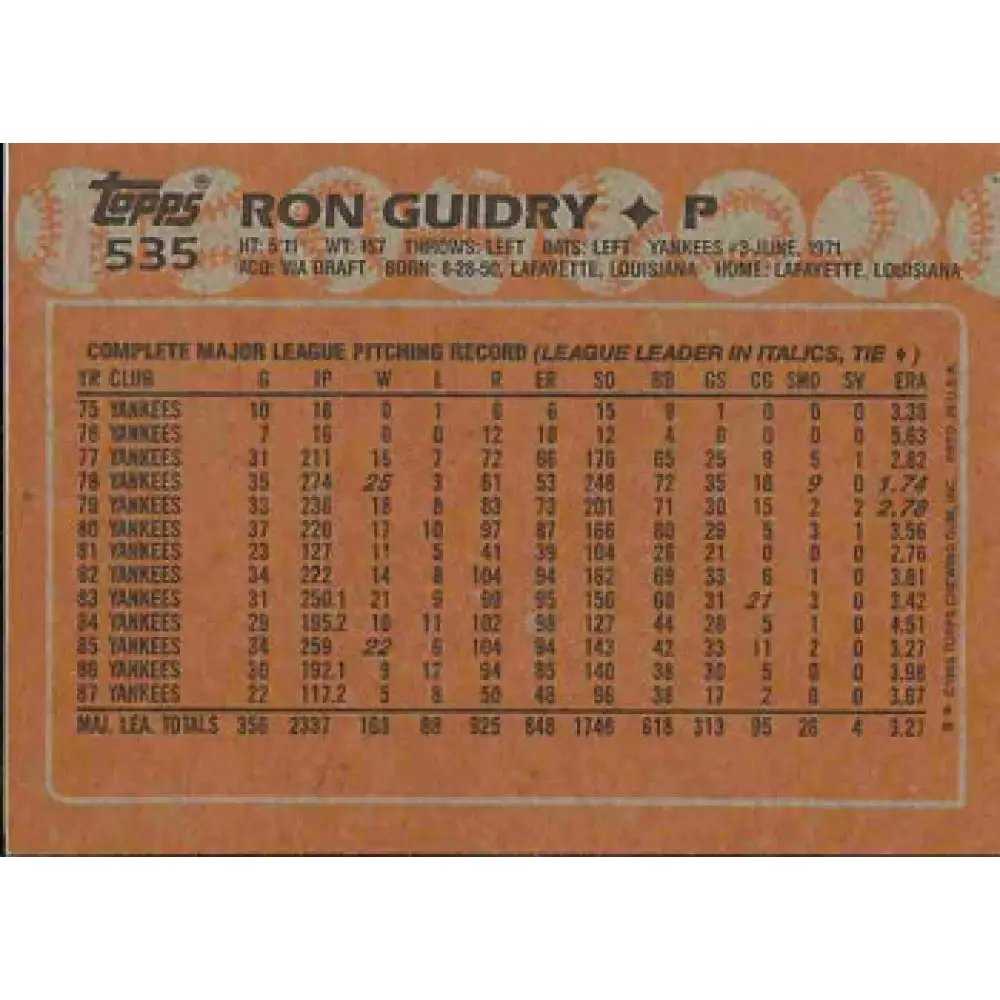 topps® RON GUIDRY ✦ P
535 HT: 5'11 WT: 157 THROWS: LEFT BATS: LEFT YANKEES #3-JUNE, 1971
ACQ: VIA DRAFT BORN: 8-28-50, LAFAYETTE, LOUISIANA HOME: LAFAYETTE, LOUISIANA
COMPLETE MAJOR LEAGUE PITCHING RECORD (LEAGUE LEADER IN ITALICS, TIE ♦ )
YR CLUB G IP W L R ER SO BB GS CG SHO SV ERA
75 YANKEES 10 16 0 1 6 6 15 9 1 0 0 0 3.38
76 YANKEES 7 16 0 0 12 10 12 4 0 0 0 0 5.63
77 YANKEES 31 211 16 7 72 66 176 65 25 9 5 1 2.82
78 YANKEES 35 274 25 3 61 53 248 72 35 16 9 0 1.74
79 YANKEES 33 236 18 8 83 73 201 71 30 15 2 2 2.78
80 YANKEES 37 220 17 10 97 87 166 80 29 5 3 1 3.56
81 YANKEES 23 127 11 5 41 39 104 26 21 0 0 0 2.76
82 YANKEES 34 222 14 8 104 94 162 69 33 6 1 0 3.81
83 YANKEES 31 250.1 21 9 99 95 156 60 31 21 3 0 3.42
84 YANKEES 29 195.2 10 11 102 98 127 44 28 5 1 0 4.51
85 YANKEES 34 259 22 6 104 94 143 42 33 11 2 0 3.27
86 YANKEES 30 192.1 9 12 94 85 140 38 30 5 0 0 3.98
87 YANKEES 22 117.2 5 8 50 48 96 38 17 2 0 0 3.67
MAJ. LEA. TOTALS 356 2337 168 88 925 848 1746 618 313 95 26 4 3.27
TOPPS CHEWING GUM, INC. PRTD. IN U.S.A.